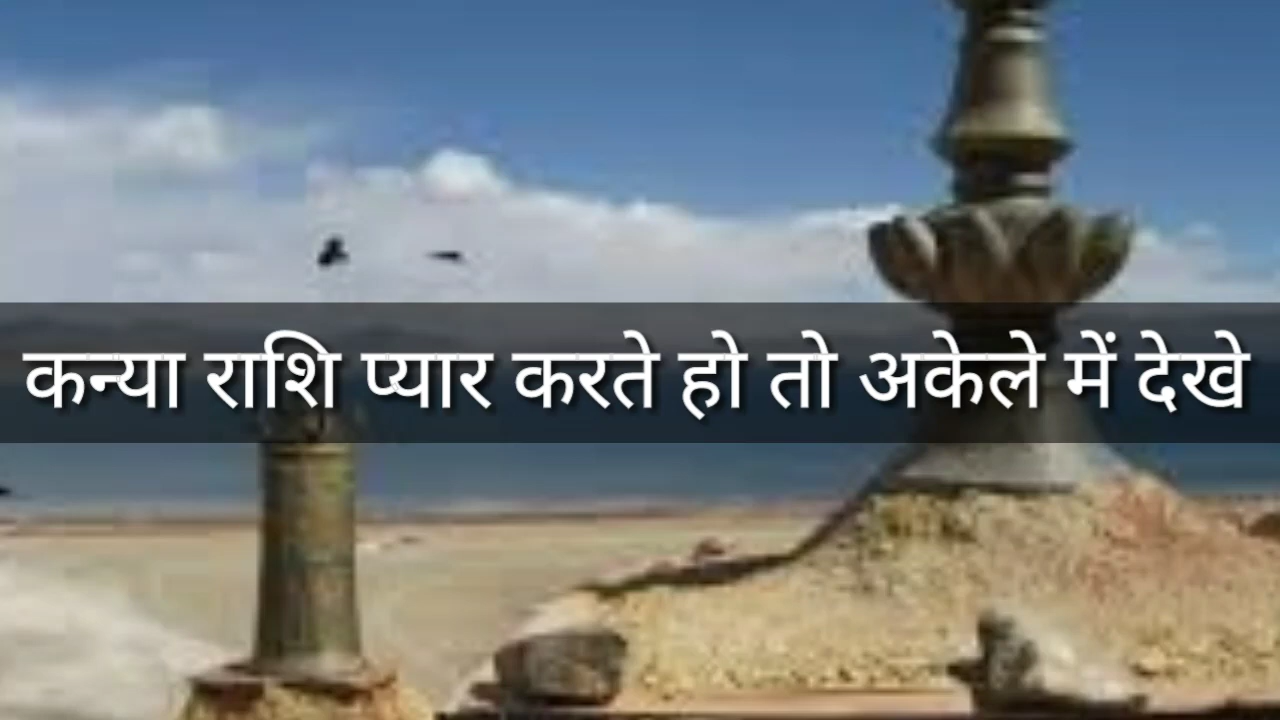 कन्या राशि प्यार करते हो तो अकेले में देखे